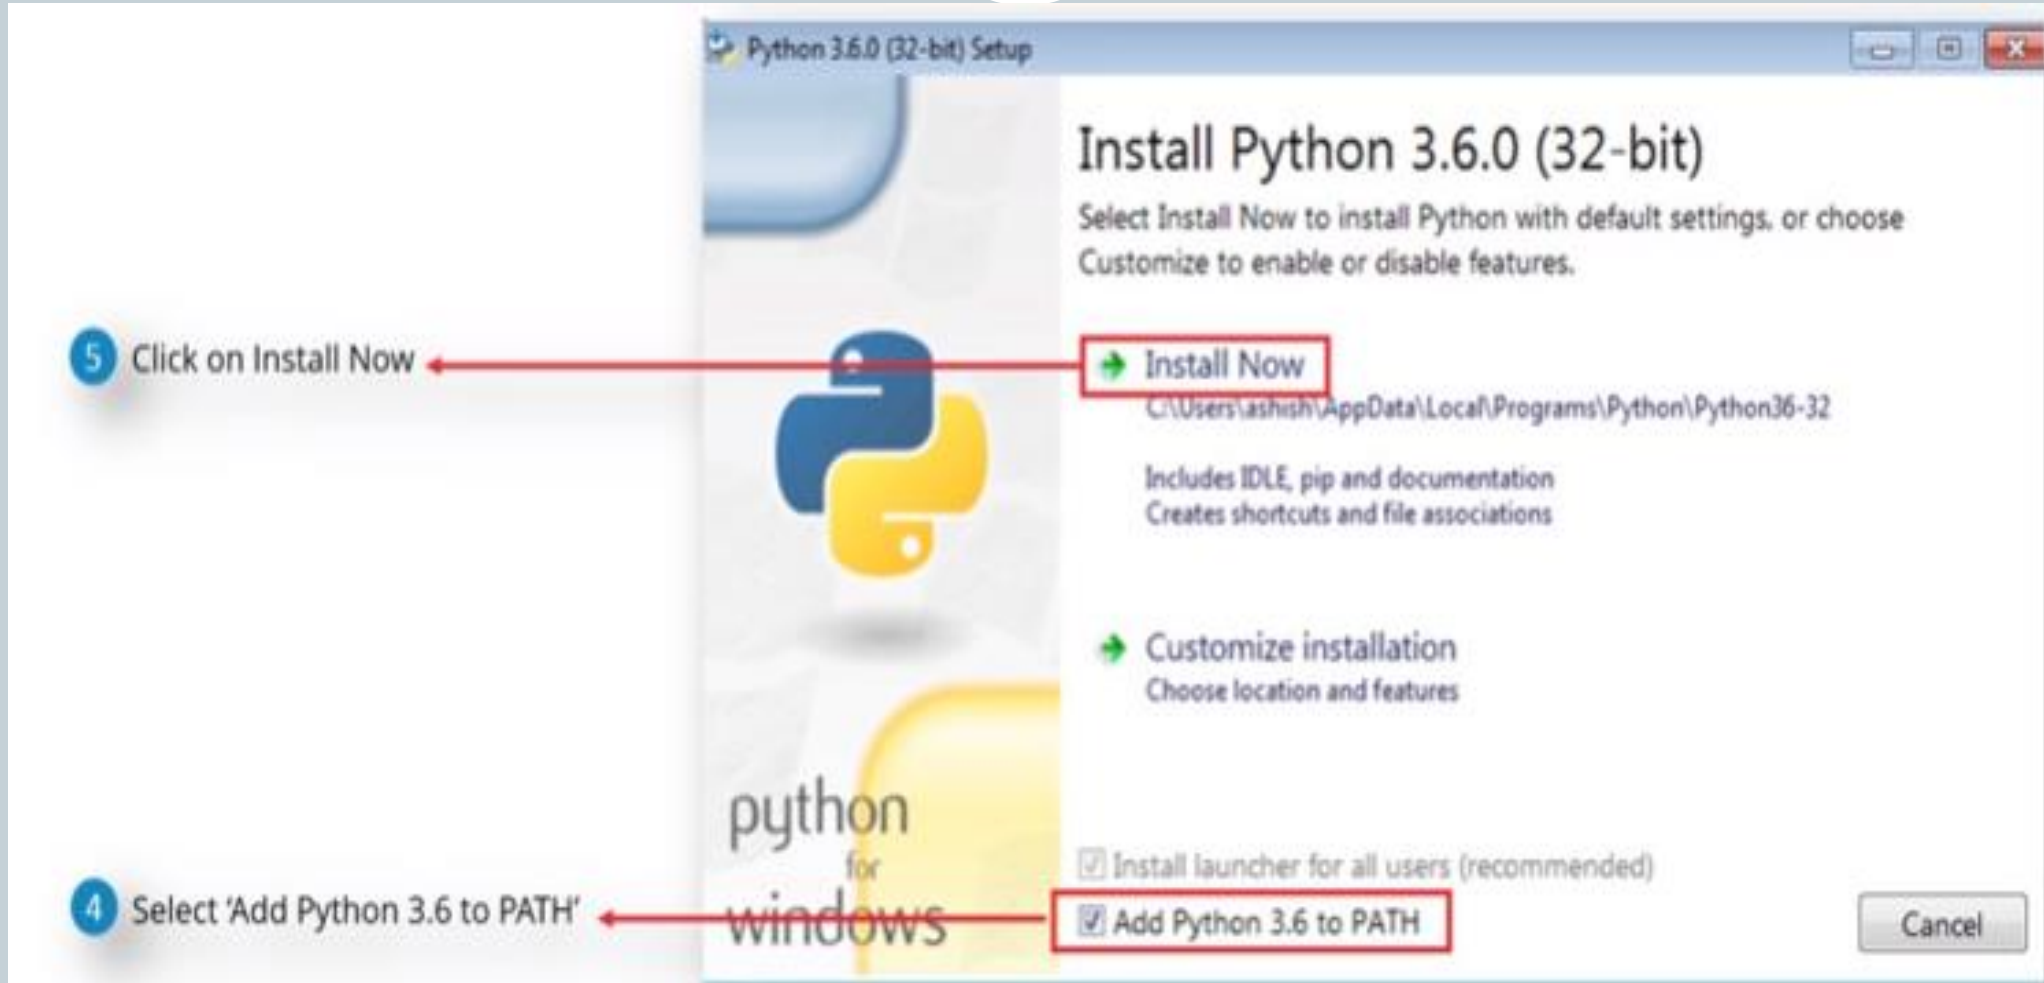 Python 3.6.0 (32-bit) Setup
Install Python 3.6.0 (32-bit)
Select Install Now to install Python with default settings, or choose
Customize to enable or disable features.
5 Click on Install Now
Install Now
C:\Users\ashish\AppData\Local\Programs\Python\Python36-32
Includes IDLE, pip and documentation
Creates shortcuts and file associations
Customize installation
Choose location and features
python
for
windows
Install launcher for all users (recommended)
4 Select ‘Add Python 3.6 to PATH’
Add Python 3.6 to PATH
Cancel